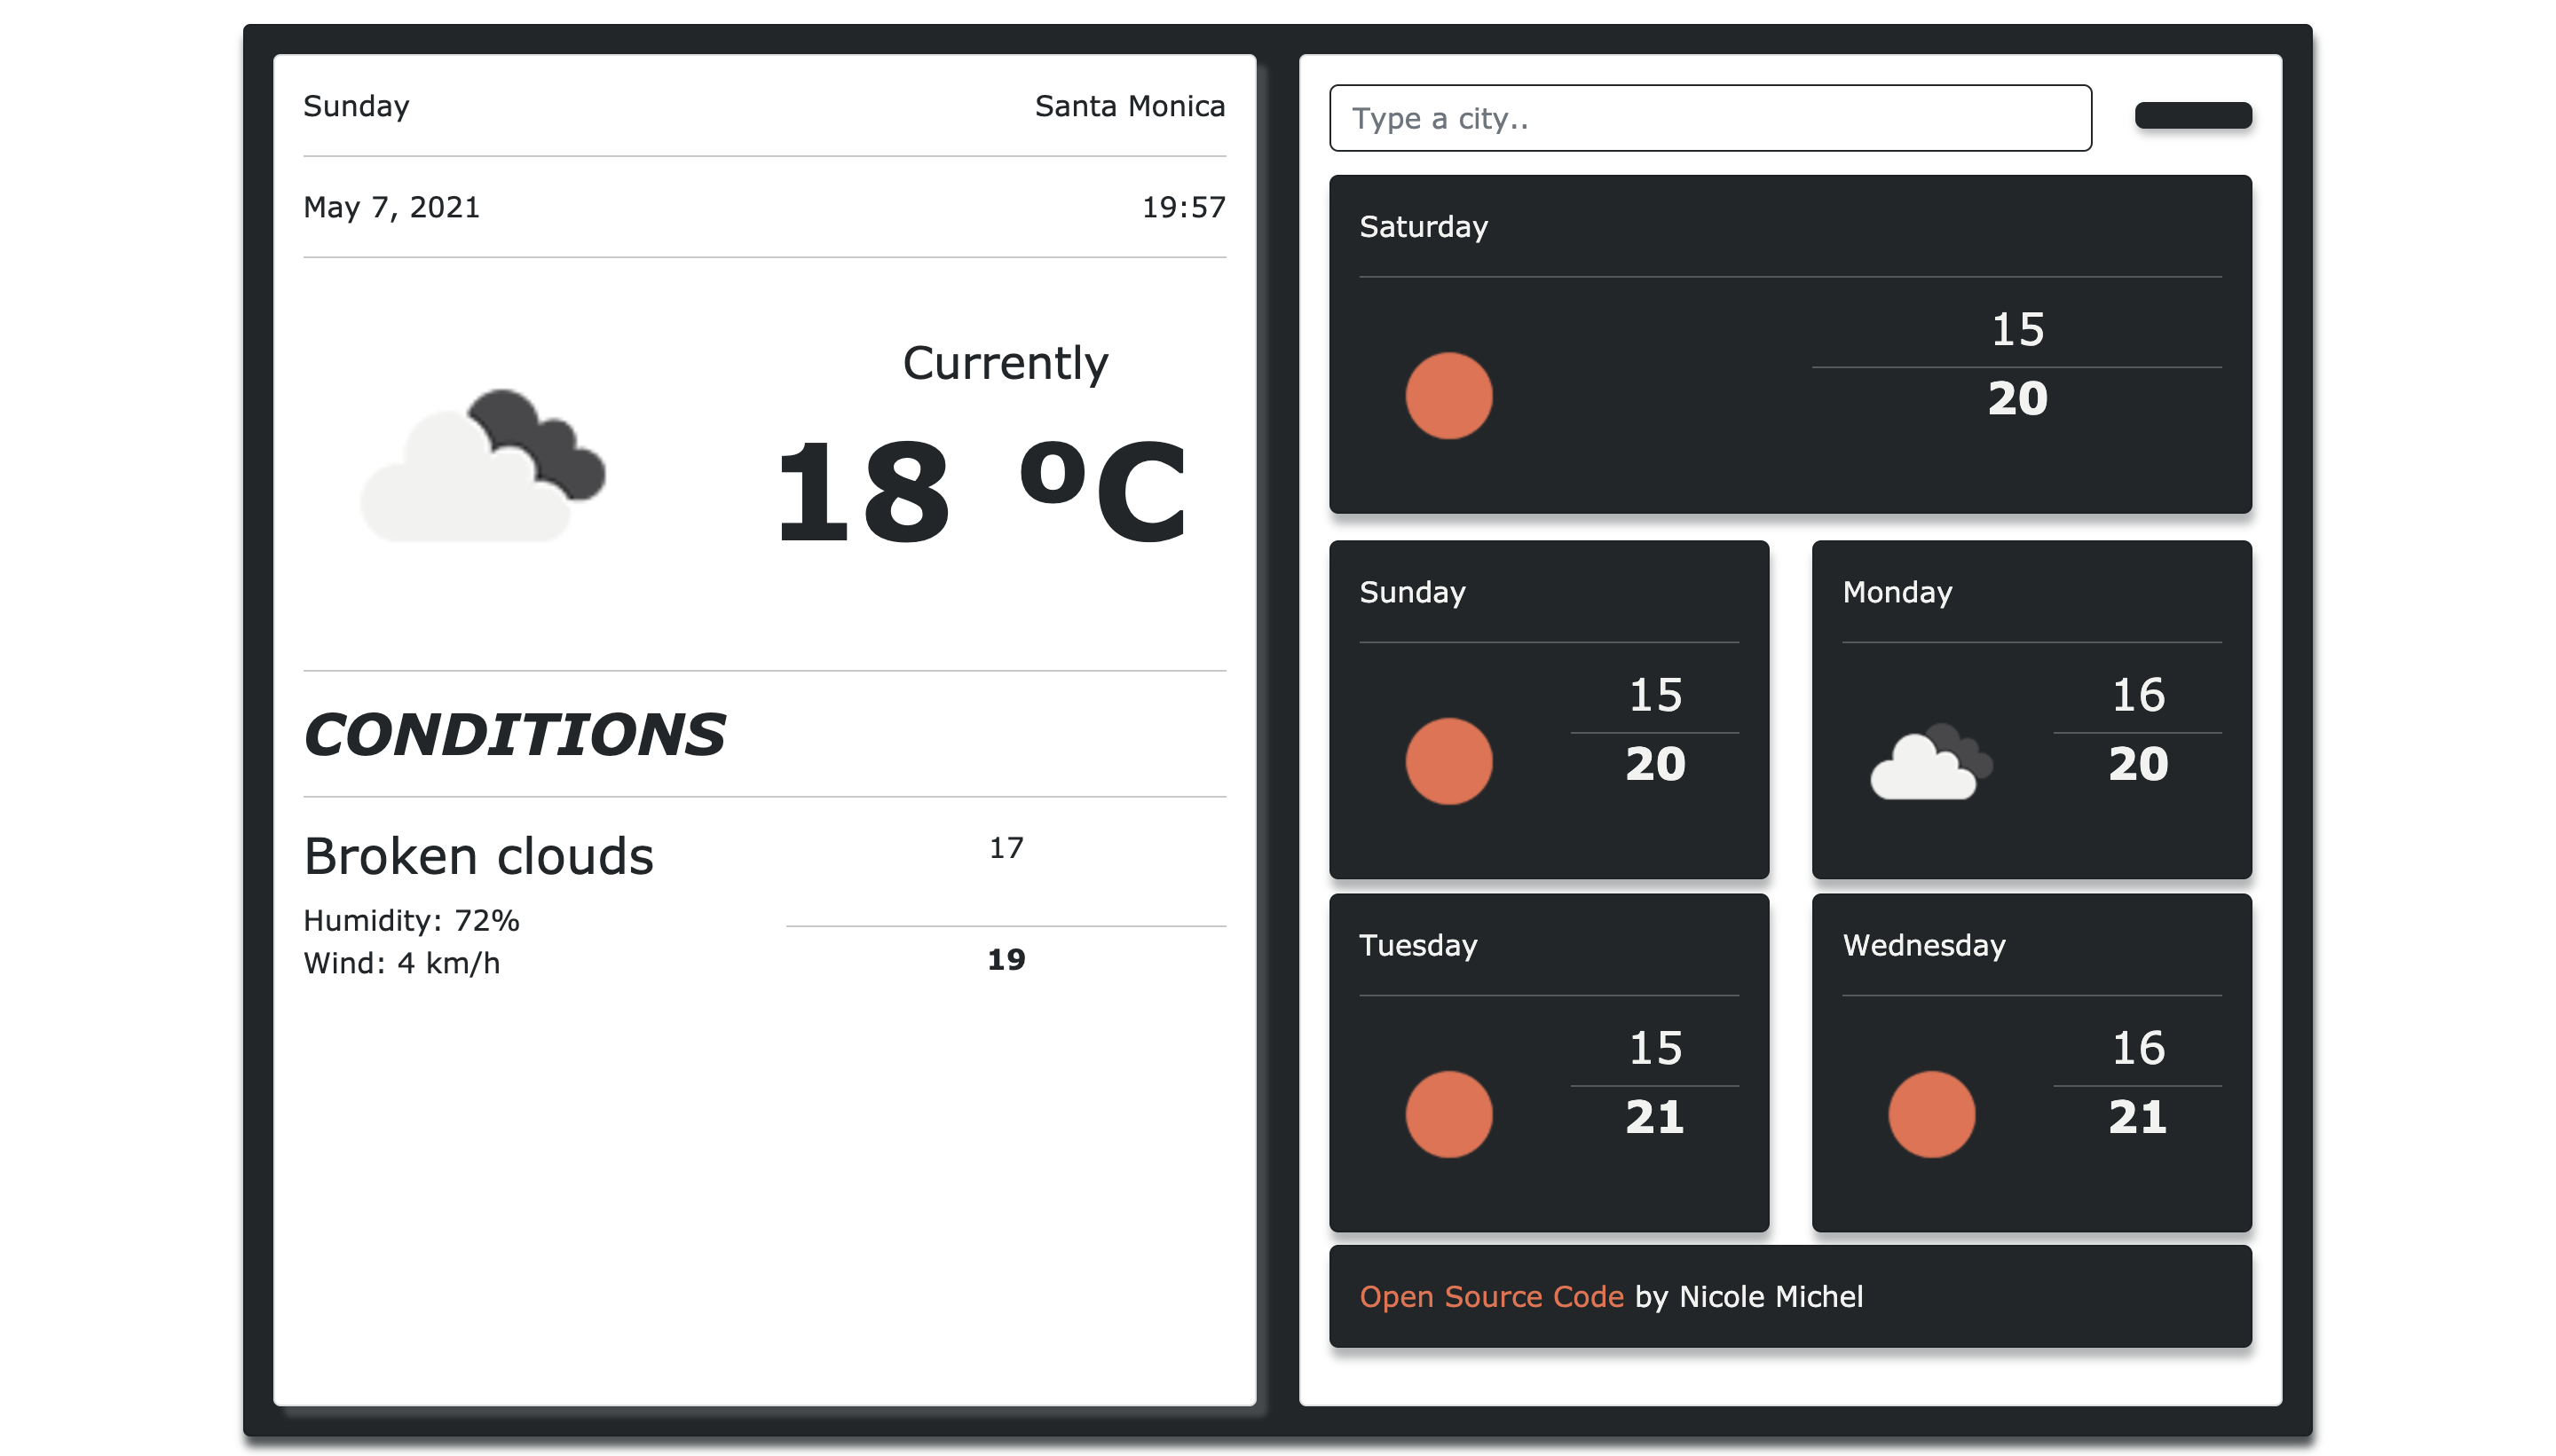 Sunday
Santa Monica
May 7, 2021
19:57
Currently
18 ºC
CONDITIONS
Broken clouds
Humidity: 72%
Wind: 4 km/h
17
19
Type a city..
Saturday
15
20
Sunday
15
20
Monday
16
20
Tuesday
15
21
Wednesday
16
21
Open Source Code by Nicole Michel